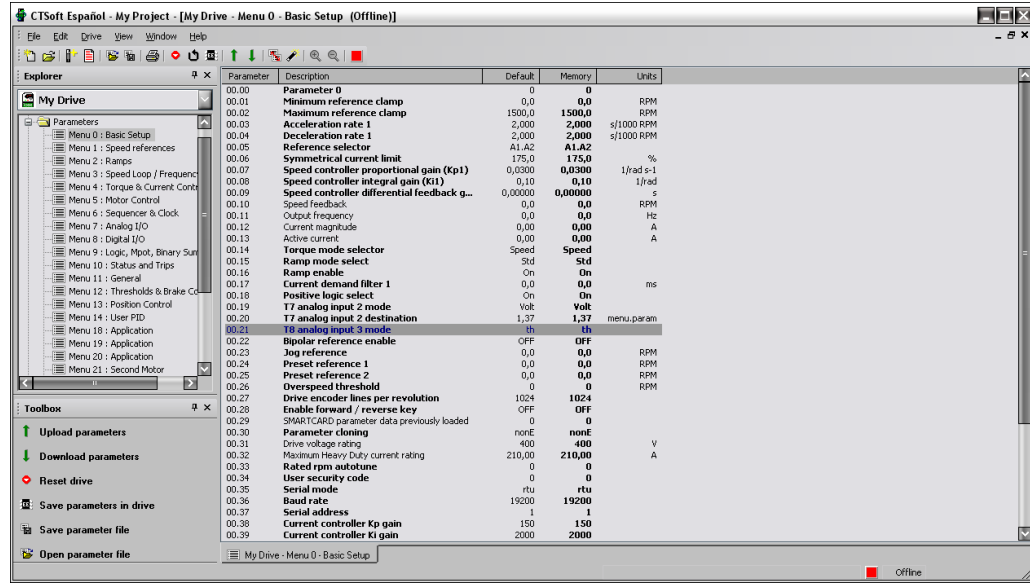 CTSoft Español - My Project - [My Drive - Menu 0 - Basic Setup (Offline)]
File Edit Drive View Window Help
Explorer
My Drive
Parameters
Menu 0 : Basic Setup
Menu 1 : Speed references
Menu 2 : Ramps
Menu 3 : Speed Loop / Frequenc
Menu 4 : Torque & Current Contr
Menu 5 : Motor Control
Menu 6 : Sequencer & Clock
Menu 7 : Analog I/O
Menu 8 : Digital I/O
Menu 9 : Logic, Mpot, Binary Sum
Menu 10 : Status and Trips
Menu 11 : General
Menu 12 : Thresholds & Brake Co
Menu 13 : Position Control
Menu 14 : User PID
Menu 18 : Application
Menu 19 : Application
Menu 20 : Application
Menu 21 : Second Motor
Toolbox
Upload parameters
Download parameters
Reset drive
Save parameters in drive
Save parameter file
Open parameter file
Parameter Description Default Memory Units
00.00 Parameter 0 0 0
00.01 Minimum reference clamp 0,0 0,0 RPM
00.02 Maximum reference clamp 1500,0 1500,0 RPM
00.03 Acceleration rate 1 2,000 2,000 s/1000 RPM
00.04 Deceleration rate 1 2,000 2,000 s/1000 RPM
00.05 Reference selector A1.A2 A1.A2
00.06 Symmetrical current limit 175,0 175,0 %
00.07 Speed controller proportional gain (Kp1) 0,0300 0,0300 1/rad s-1
00.08 Speed controller integral gain (Ki1) 0,10 0,10 1/rad
00.09 Speed controller differential feedback g... 0,00000 0,00000 s
00.10 Speed feedback 0,0 0,0 RPM
00.11 Output frequency 0,0 0,0 Hz
00.12 Current magnitude 0,00 0,00 A
00.13 Active current 0,00 0,00 A
00.14 Torque mode selector Speed Speed
00.15 Ramp mode select Std Std
00.16 Ramp enable On On
00.17 Current demand filter 1 0,0 0,0 ms
00.18 Positive logic select On On
00.19 T7 analog input 2 mode Volt Volt
00.20 T7 analog input 2 destination 1,37 1,37 menu.param
00.21 T8 analog input 3 mode th th
00.22 Bipolar reference enable OFF OFF
00.23 Jog reference 0,0 0,0 RPM
00.24 Preset reference 1 0,0 0,0 RPM
00.25 Preset reference 2 0,0 0,0 RPM
00.26 Overspeed threshold 0 0 RPM
00.27 Drive encoder lines per revolution 1024 1024
00.28 Enable forward / reverse key OFF OFF
00.29 SMARTCARD parameter data previously loaded 0 0
00.30 Parameter cloning nonE nonE
00.31 Drive voltage rating 400 400 V
00.32 Maximum Heavy Duty current rating 210,00 210,00 A
00.33 Rated rpm autotune 0 0
00.34 User security code 0 0
00.35 Serial mode rtu rtu
00.36 Baud rate 19200 19200
00.37 Serial address 1 1
00.38 Current controller Kp gain 150 150
00.39 Current controller Ki gain 2000 2000
My Drive - Menu 0 - Basic Setup
Offline